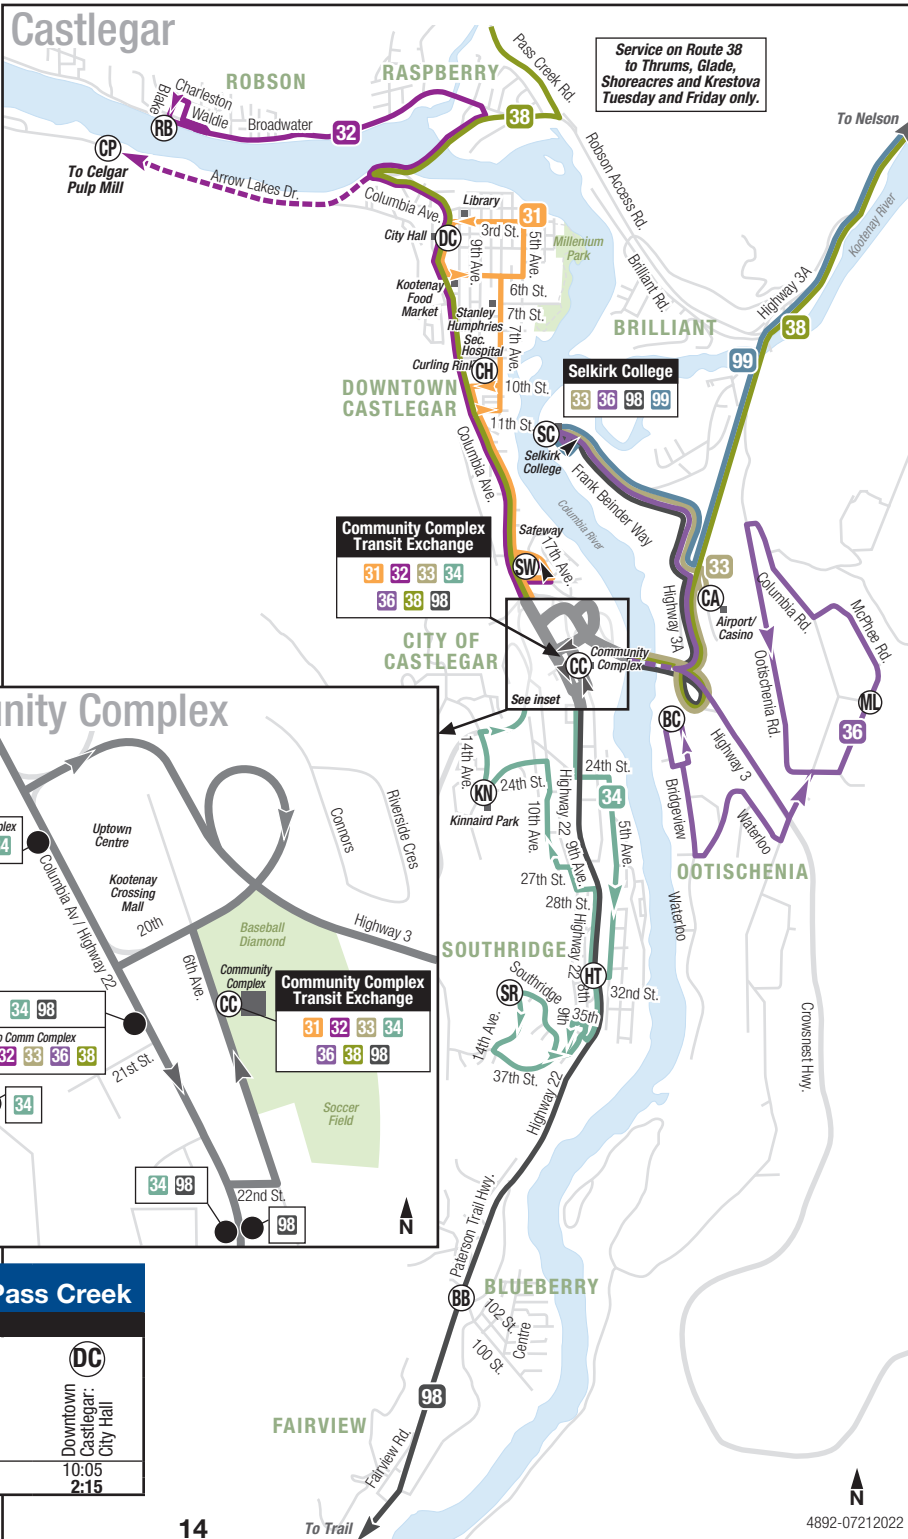 Castlegar
Service on Route 38
to Thrums, Glade,
Shoreacres and Krestova
Tuesday and Friday only.
Pass Creek Rd.
RASPBERRY
ROBSON
Charleston
Blake
Waldie
Broadwater
RB
32
38
To Nelson
CP
To Celgar
Pulp Mill
Arrow Lakes Dr.
Robson Access Rd.
Kootenay River
Columbia Ave.
Library
31
3rd St.
City Hall
DC
9th Ave.
5th Ave.
Millenium
Park
Brilliant Rd.
Highway 3A
Kootenay
Food
Market
6th St.
Stanley
Humphries
Sec.
7th St.
7th Ave.
BRILLIANT
38
99
Hospital
Curling Rink
CH
10th St.
DOWNTOWN
CASTLEGAR
Selkirk College
33 36 98 99
11th St.
SC
Selkirk
College
Columbia Ave.
Frank Beinder Way
Columbia River
Community Complex
Transit Exchange
31 32 33 34
36 38 98
Safeway
17th Ave.
SW
33
CA
Airport/
Casino
Highway 3A
Columbia Rd.
McPhee Rd.
Ootischenia Rd.
CITY OF
CASTLEGAR
Community
Complex
CC
See inset
ML
36
BC
Highway 3
14th Ave.
24th St.
KN
Kinnaird Park
10th Ave.
Highway 22
9th Ave.
24th St.
34
5th Ave.
Bridgeview
Waterloo
OOTISCHENIA
27th St.
28th St.
Waterloo
SOUTHRIDGE
Highway 22
HT
6th
32nd St.
SR
Southridge
9th
35th
14th Ave.
37th St.
Highway 22
Crowsnest Hwy.
nity Complex
Uptown
Centre
Connors
Riverside Cres
plex
4
Kootenay
Crossing
Mall
Columbia Av / Highway 22
20th
Baseball
Diamond
Highway 3
6th Ave.
Community
Complex
CC
Community Complex
Transit Exchange
31 32 33 34
36 38 98
34 98
o Comm Complex
32 33 36 38
21st St.
34
Soccer
Field
34 98
22nd St.
98
N
Paterson Trail Hwy.
BLUEBERRY
BB
102 St.
Centre
100 St.
98
FAIRVIEW
Fairview Rd.
To Trail
Pass Creek
DC
Downtown
Castlegar:
City Hall
10:05
2:15
14
N
4892-07212022